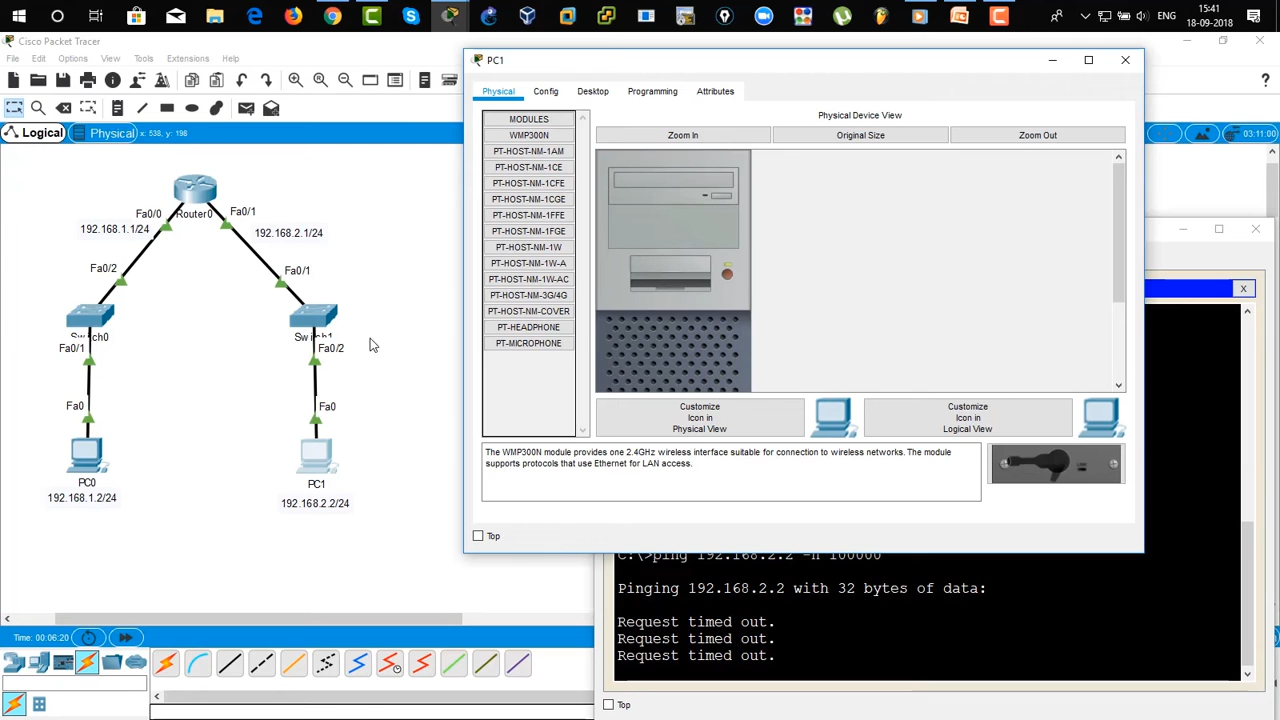 ENG
15:41
18-09-2018
Cisco Packet Tracer
File Edit Options View Tools Extensions Help
Logical
Physical
x: 538, y: 198
03:11:00
Fa0/0
Router0
Fa0/1
192.168.1.1/24
192.168.2.1/24
Fa0/2
Fa0/1
Fa0/1
Fa0/2
Fa0
Fa0
PC0
PC1
192.168.1.2/24
192.168.2.2/24
PC1
Physical Config Desktop Programming Attributes
MODULES
WMP300N
PT-HOST-NM-1AM
PT-HOST-NM-1CE
PT-HOST-NM-1CFE
PT-HOST-NM-1CGE
PT-HOST-NM-1FFE
PT-HOST-NM-1FGE
PT-HOST-NM-1W
PT-HOST-NM-1W-A
PT-HOST-NM-1W-AC
PT-HOST-NM-3G/4G
PT-HOST-NM-COVER
PT-HEADPHONE
PT-MICROPHONE
Physical Device View
Zoom In
Original Size
Zoom Out
Customize
Icon in
Physical View
Customize
Icon in
Logical View
The WMP300N module provides one 2.4GHz wireless interface suitable for connection to wireless networks. The module
supports protocols that use Ethernet for LAN access.
Top
X
C:\>ping 192.168.2.2 -n 100000
Pinging 192.168.2.2 with 32 bytes of data:
Request timed out.
Request timed out.
Request timed out.
Top
Time: 00:06:20